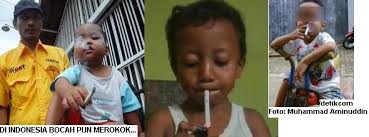 DI INDONESIA BOCAH PUN MEROKOK...
detikcom
Foto: Muhammad Aminuddin